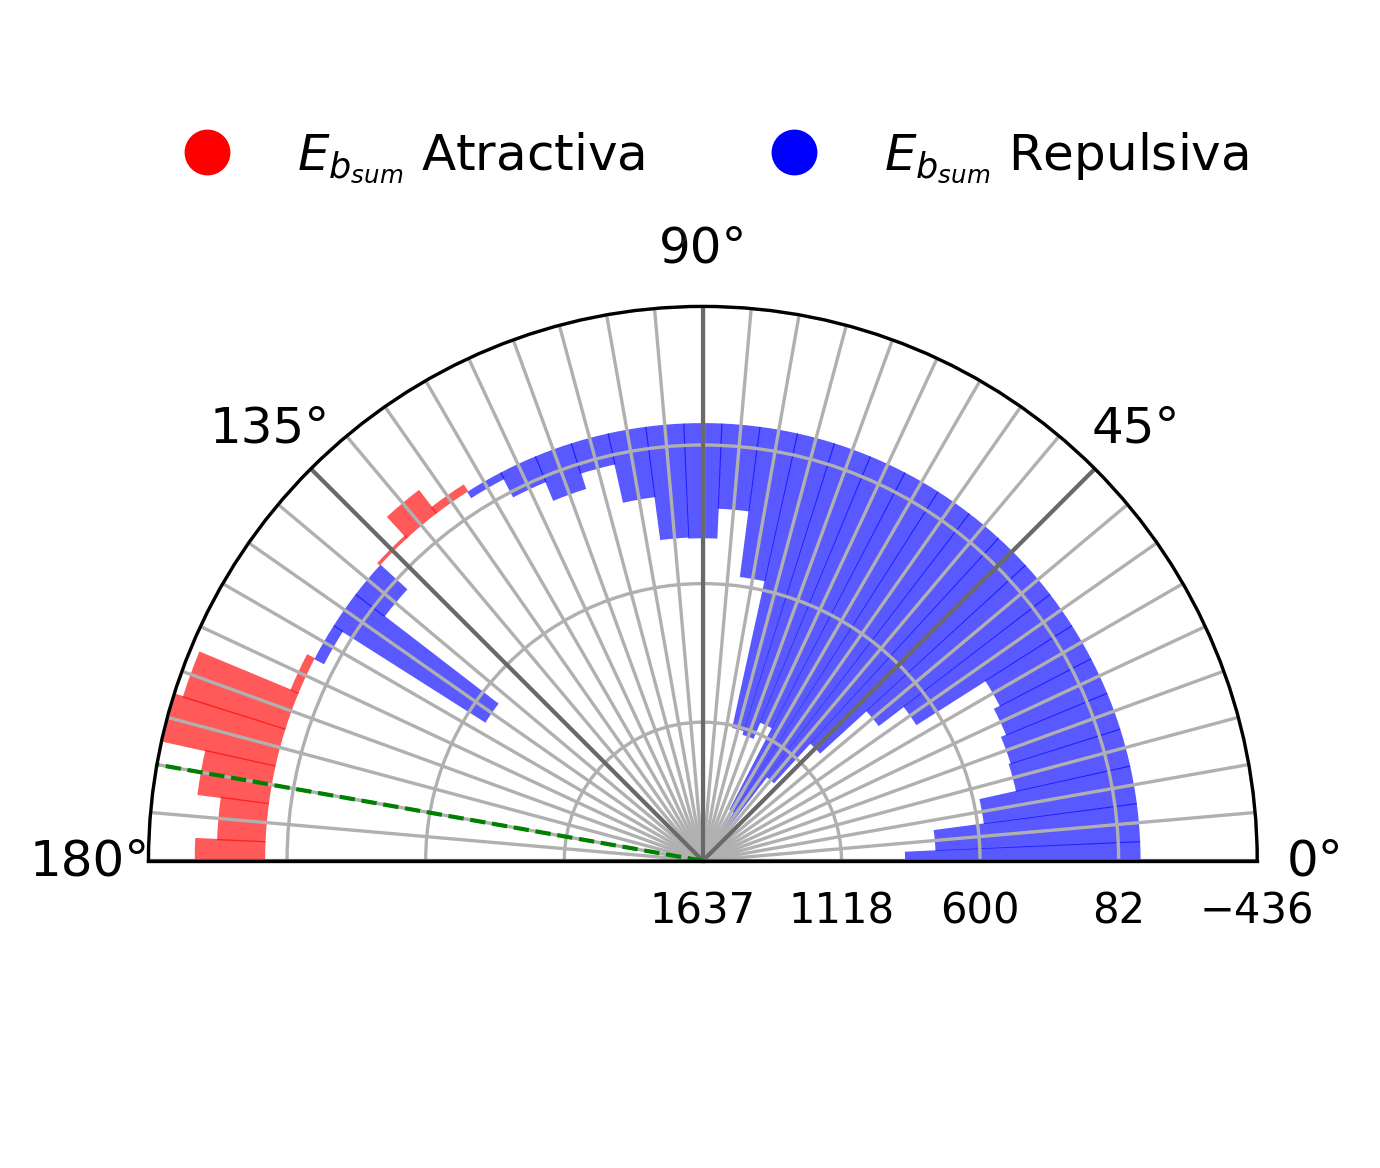 E_{b_{sum}} Atractiva E_{b_{sum}} Repulsiva
90°
135° 45°
180° 0°
1637 1118 600 82 −436